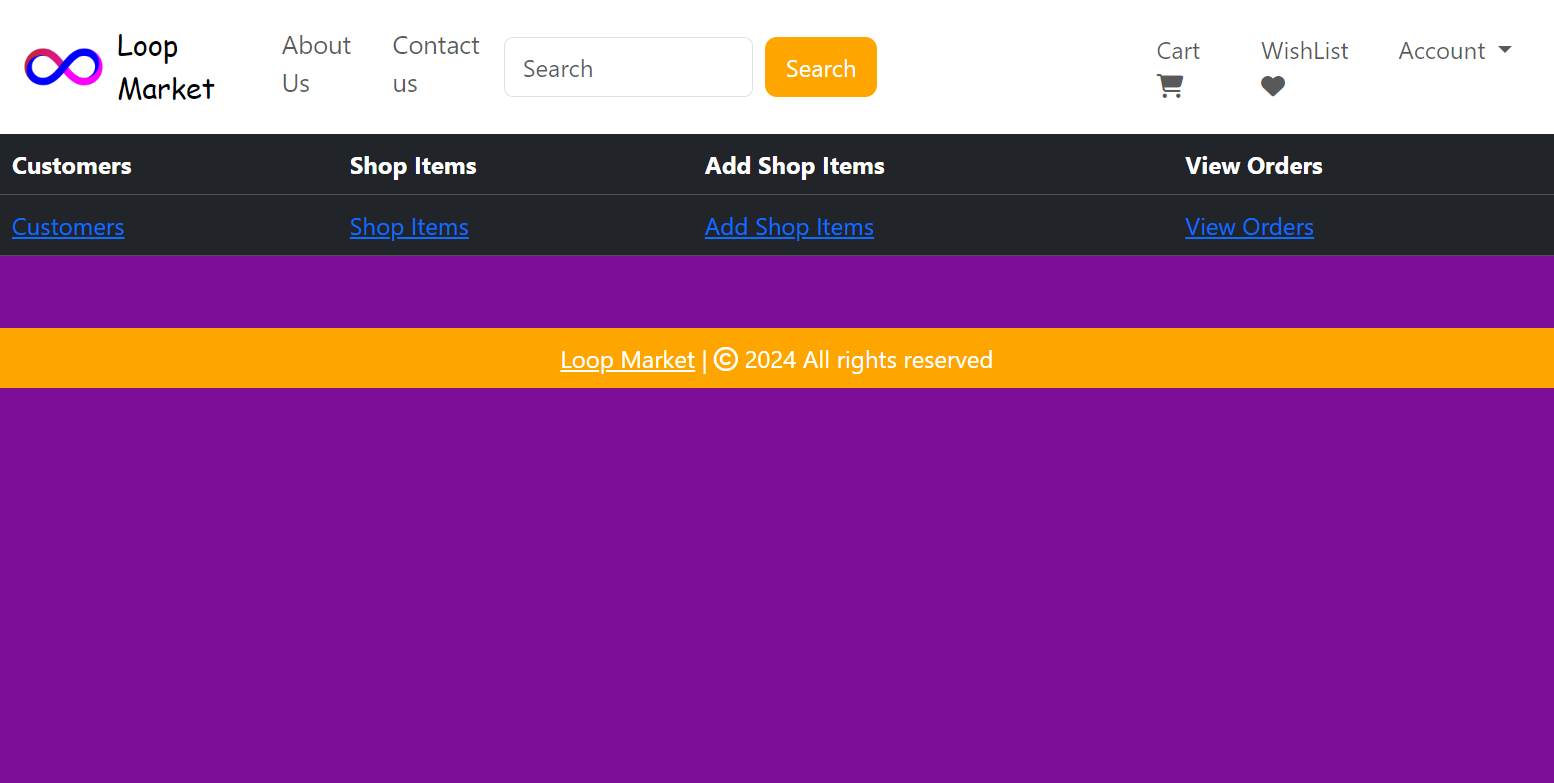 Loop Market
About Us
Contact us
Search
Search
Cart
WishList
Account
Customers Shop Items Add Shop Items View Orders
Customers Shop Items Add Shop Items View Orders
Loop Market | © 2024 All rights reserved